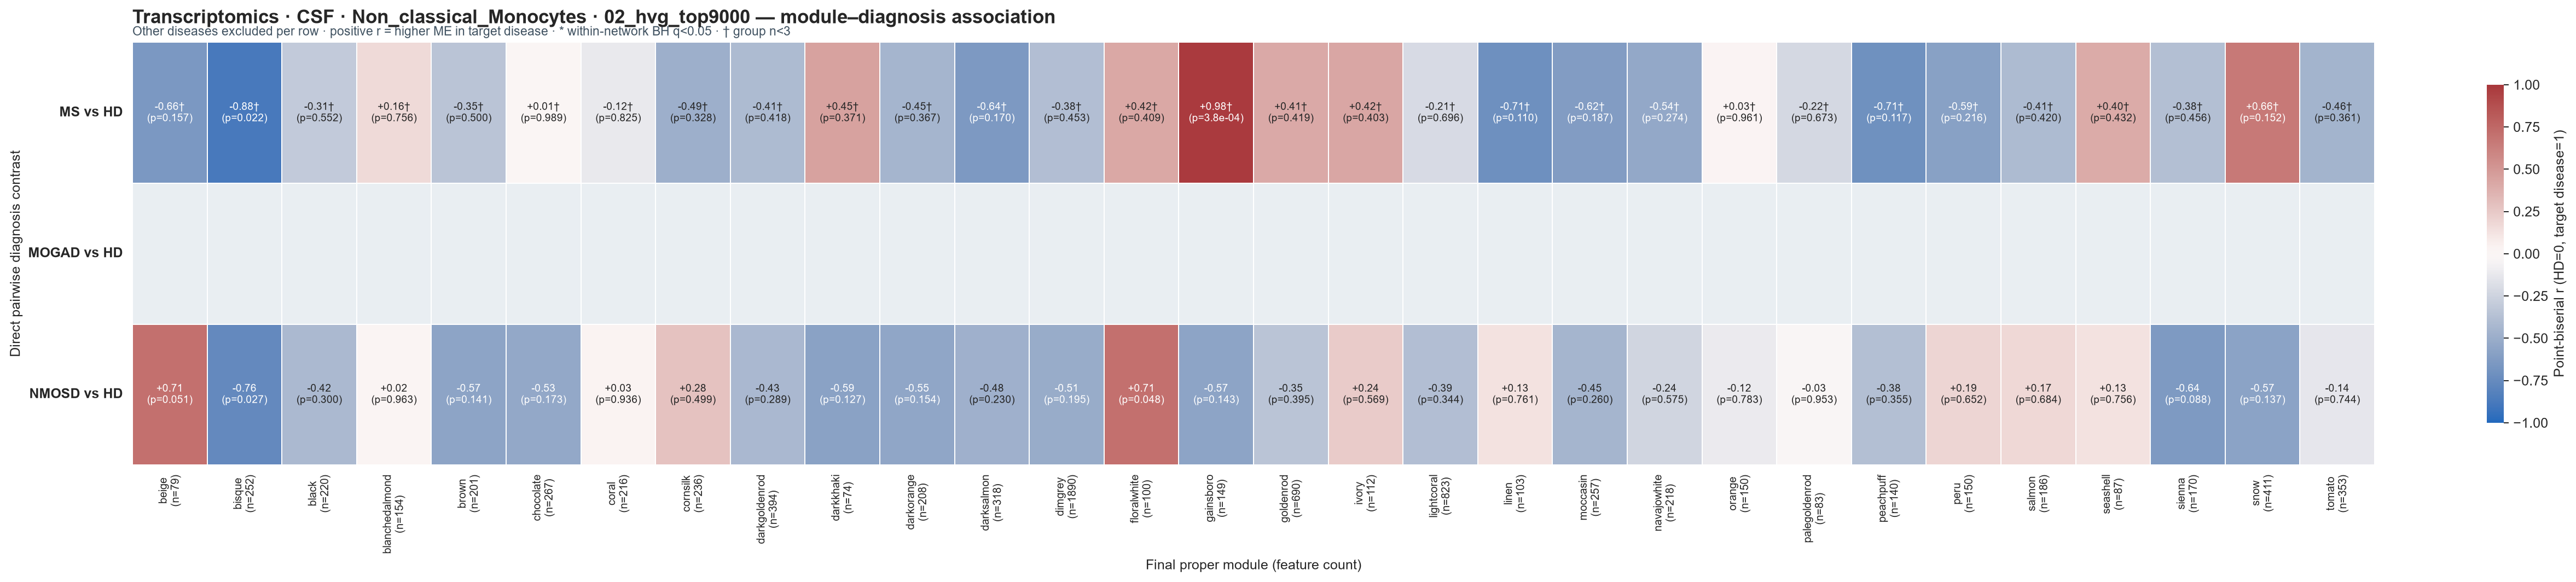 Transcriptomics · CSF · Non_classical_Monocytes · 02_hvg_top9000 — module–diagnosis association
Other diseases excluded per row · positive r = higher ME in target disease · * within-network BH q<0.05 · † group n<3
Direct pairwise diagnosis contrast
MS vs HD
-0.66† -0.88† -0.31† +0.16† -0.35† +0.01† -0.12† -0.49† -0.41† +0.45† -0.45† -0.64† -0.38† +0.42† +0.98† +0.41† +0.42† -0.21† -0.71† -0.62† -0.54† +0.03† -0.22† -0.71† -0.59† -0.41† +0.40† -0.38† +0.66† -0.46†
(p=0.157) (p=0.022) (p=0.552) (p=0.756) (p=0.500) (p=0.989) (p=0.825) (p=0.328) (p=0.418) (p=0.371) (p=0.367) (p=0.170) (p=0.453) (p=0.409) (p=3.8e-04) (p=0.419) (p=0.403) (p=0.696) (p=0.110) (p=0.187) (p=0.274) (p=0.961) (p=0.673) (p=0.117) (p=0.216) (p=0.420) (p=0.432) (p=0.456) (p=0.152) (p=0.361)
MOGAD vs HD
NMOSD vs HD
+0.71 -0.76 -0.42 +0.02 -0.57 -0.53 +0.03 +0.28 -0.43 -0.59 -0.55 -0.48 -0.51 +0.71 -0.57 -0.35 +0.24 -0.39 +0.13 -0.45 -0.24 -0.12 -0.03 -0.38 +0.19 +0.17 +0.13 -0.64 -0.57 -0.14
(p=0.051) (p=0.027) (p=0.300) (p=0.963) (p=0.141) (p=0.173) (p=0.936) (p=0.499) (p=0.289) (p=0.127) (p=0.154) (p=0.230) (p=0.195) (p=0.048) (p=0.143) (p=0.395) (p=0.569) (p=0.344) (p=0.761) (p=0.260) (p=0.575) (p=0.783) (p=0.953) (p=0.355) (p=0.652) (p=0.684) (p=0.756) (p=0.088) (p=0.137) (p=0.744)
beige
(n=79)
bisque
(n=252)
black
(n=220)
blanchedalmond
(n=154)
brown
(n=201)
chocolate
(n=267)
coral
(n=216)
cornsilk
(n=236)
darkgoldenrod
(n=394)
darkkhaki
(n=74)
darkorange
(n=208)
darksalmon
(n=318)
dimgrey
(n=1890)
floralwhite
(n=100)
gainsboro
(n=149)
goldenrod
(n=690)
ivory
(n=112)
lightcoral
(n=823)
linen
(n=103)
moccasin
(n=257)
navajowhite
(n=218)
orange
(n=150)
palegoldenrod
(n=83)
peachpuff
(n=140)
peru
(n=150)
salmon
(n=186)
seashell
(n=87)
sienna
(n=170)
snow
(n=411)
tomato
(n=353)
Final proper module (feature count)
1.00
0.75
0.50
0.25
0.00
−0.25
−0.50
−0.75
−1.00
Point-biserial r (HD=0, target disease=1)